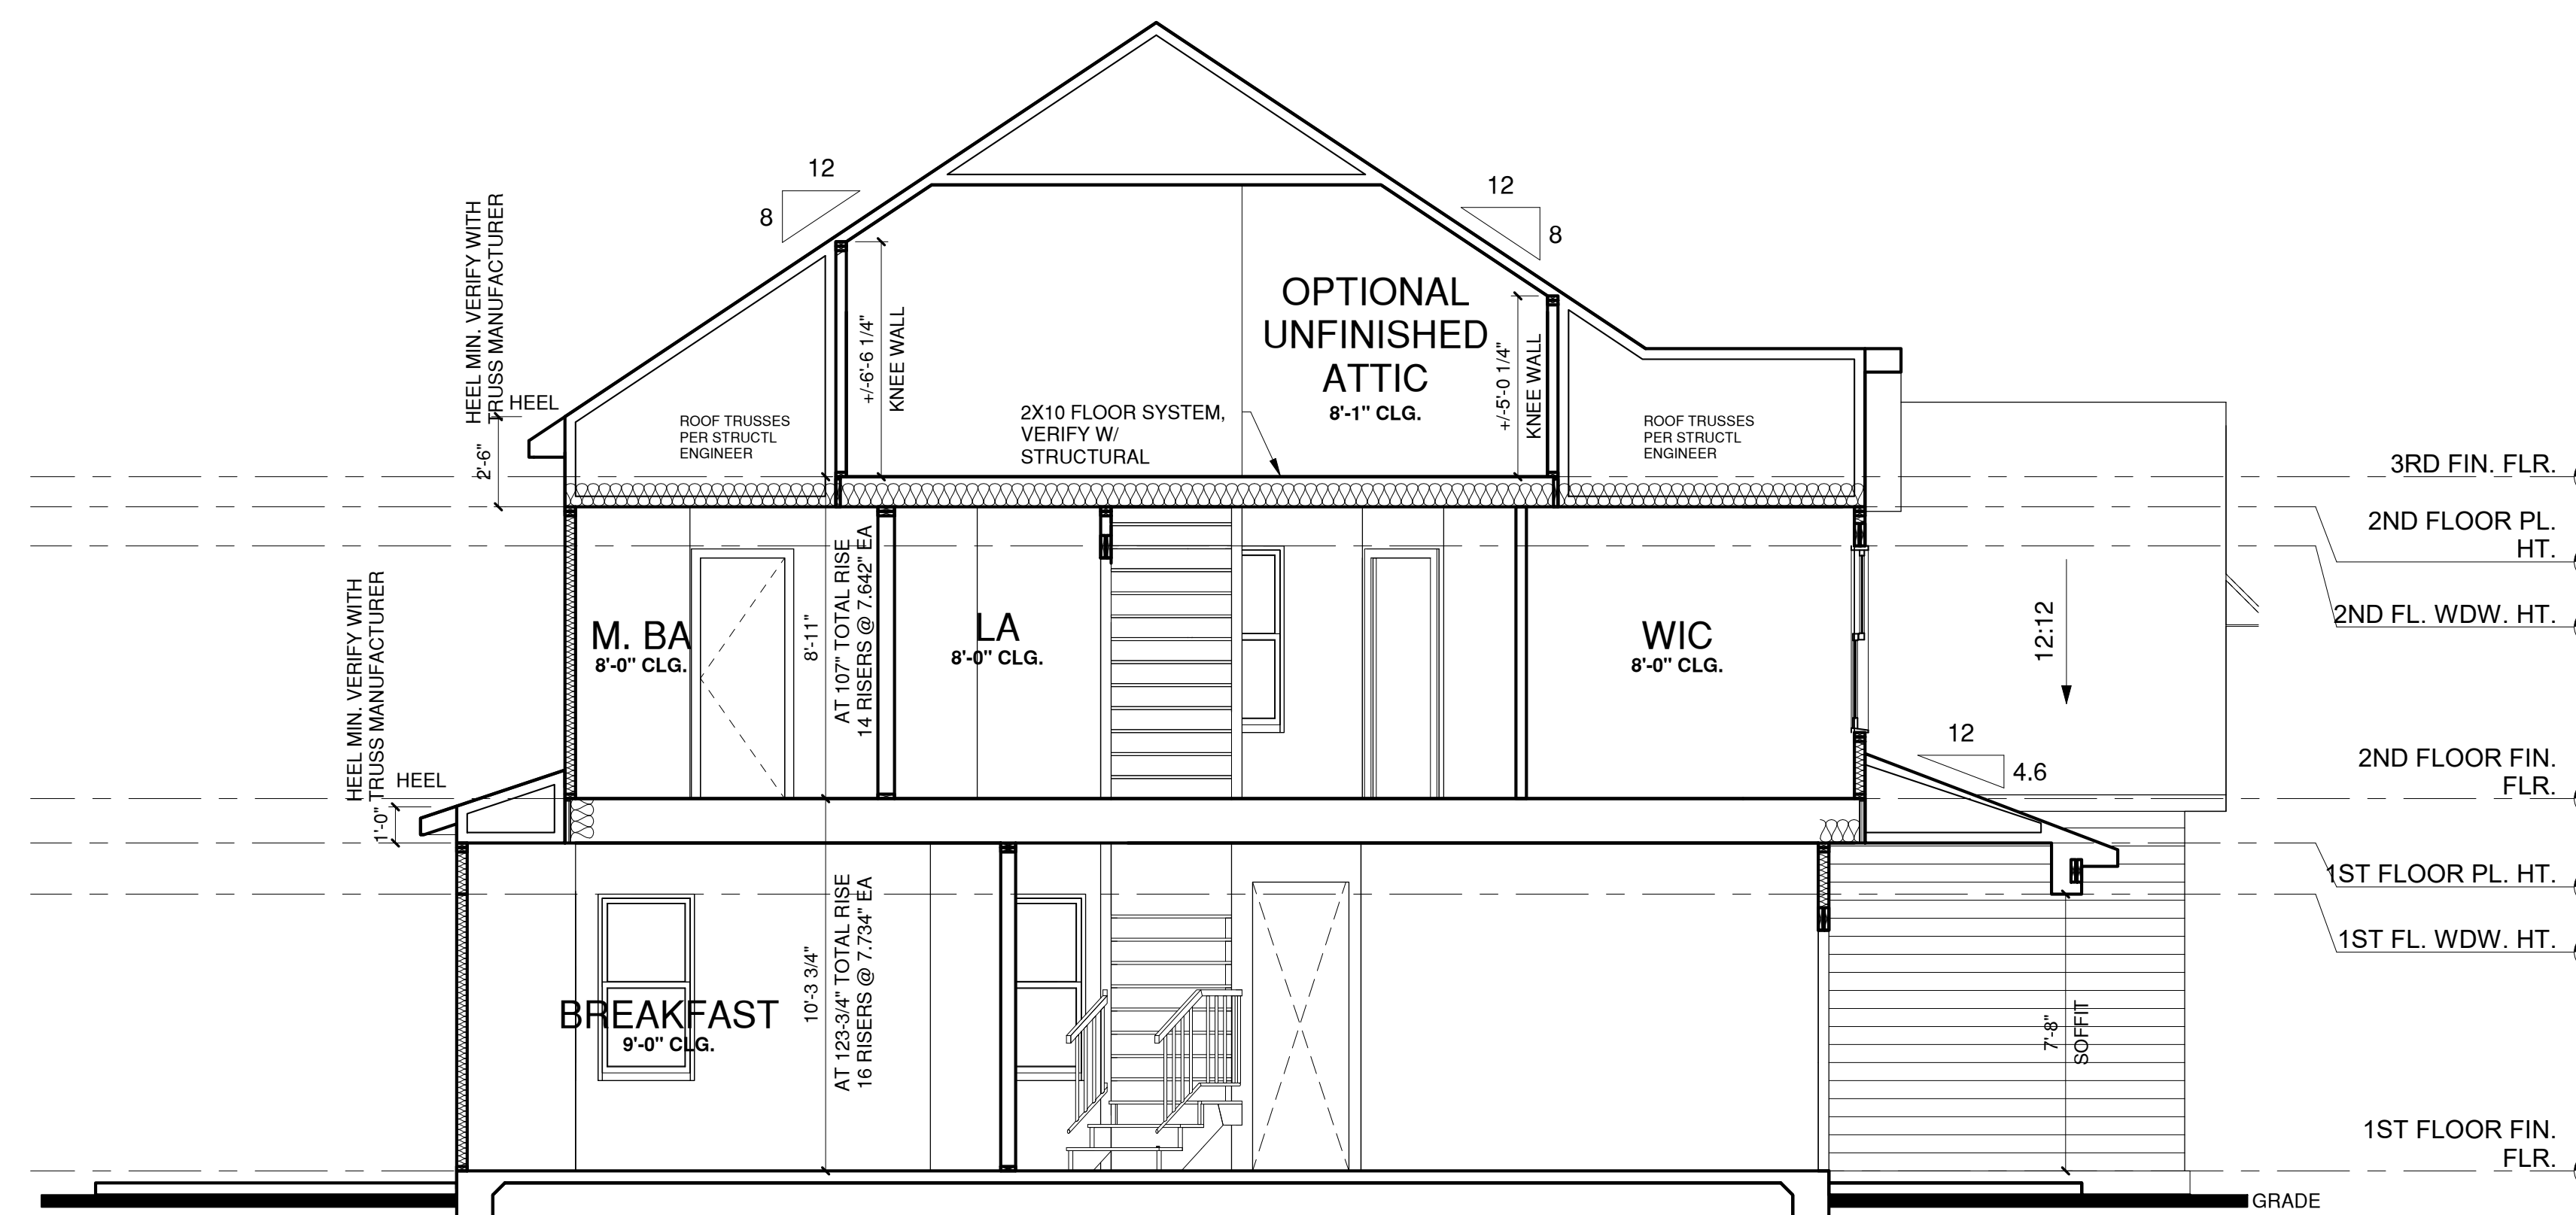 12
8
12
8
HEEL MIN. VERIFY WITH
TRUSS MANUFACTURER
HEEL
2'-6"
+/-6'-6 1/4"
KNEE WALL
OPTIONAL
UNFINISHED
ATTIC
8'-1" CLG.
+/-5'-0 1/4"
KNEE WALL
ROOF TRUSSES
PER STRUCTL
ENGINEER
2X10 FLOOR SYSTEM,
VERIFY W/
STRUCTURAL
ROOF TRUSSES
PER STRUCTL
ENGINEER
3RD FIN. FLR.
2ND FLOOR PL.
HT.
2ND FL. WDW. HT.
HEEL MIN. VERIFY WITH
TRUSS MANUFACTURER
HEEL
1'-0"
M. BA
8'-0" CLG.
8'-11"
AT 107" TOTAL RISE
14 RISERS @ 7.642" EA
LA
8'-0" CLG.
WIC
8'-0" CLG.
12:12
12
4.6
2ND FLOOR FIN.
FLR.
1ST FLOOR PL. HT.
1ST FL. WDW. HT.
BREAKFAST
9'-0" CLG.
10'-3 3/4"
AT 123-3/4" TOTAL RISE
16 RISERS @ 7.734" EA
7'-8"
SOFFIT
1ST FLOOR FIN.
FLR.
GRADE